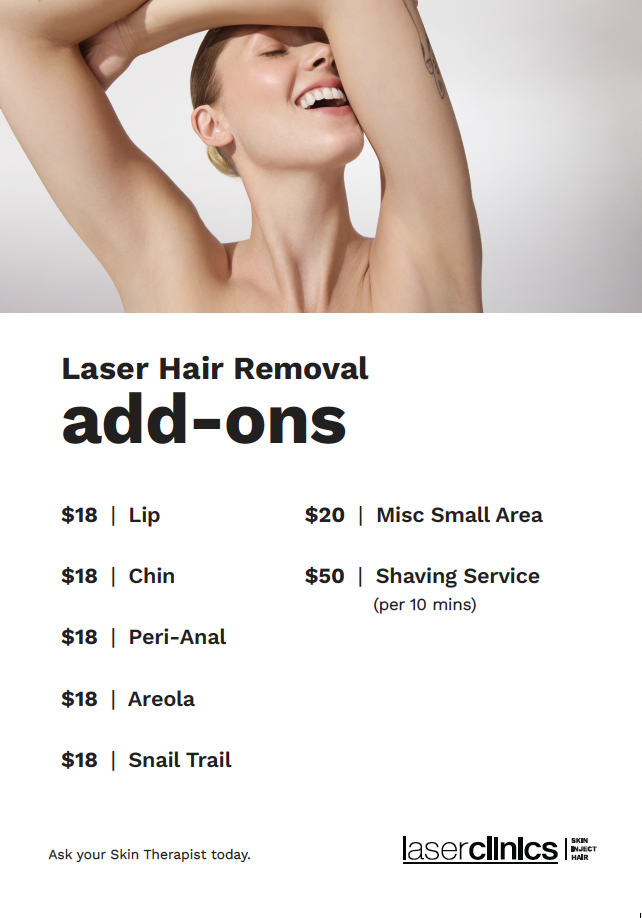 Laser Hair Removal
add-ons
$18 | Lip
$18 | Chin
$18 | Peri-Anal
$18 | Areola
$18 | Snail Trail
$20 | Misc Small Area
$50 | Shaving Service
(per 10 mins)
Ask your Skin Therapist today.
laserclinics | SKIN
INJECT
HAIR